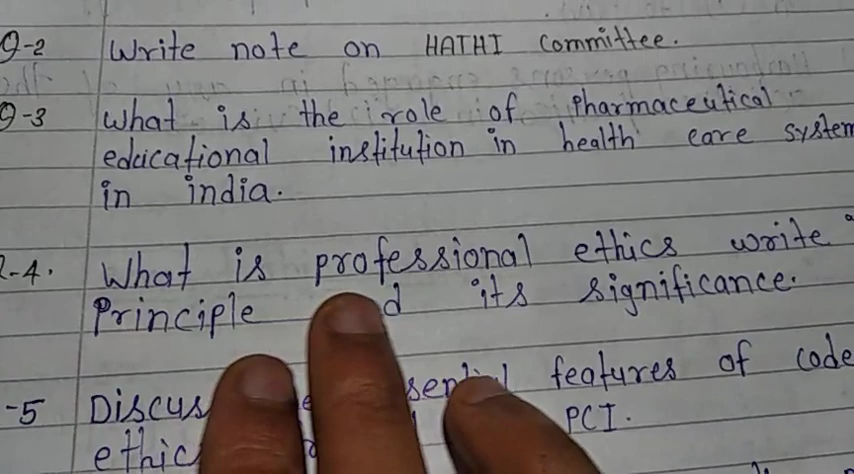 Q-2 Write note on HATHI committee.
Q-3 What is the role of Pharmaceutical
educational institution in health care system
in india.
-4. What is professional ethics write
Principle its significance.
-5 Discus features of code
ethic PCI.